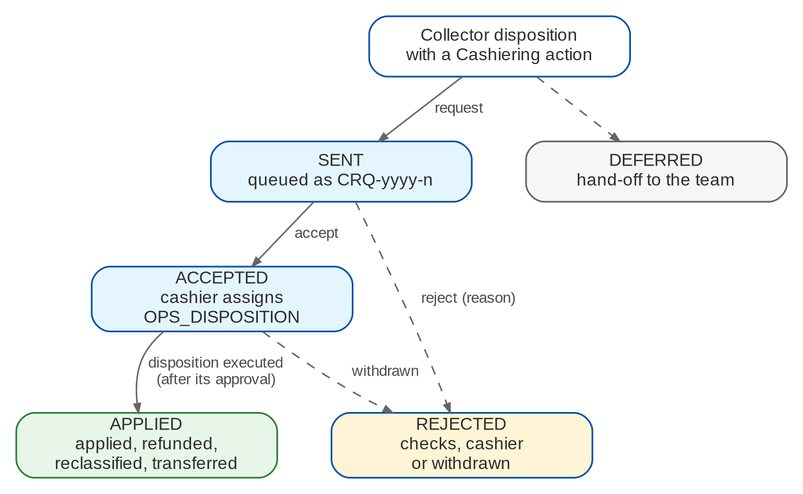 Collector disposition
with a Cashiering action
request
SENT
queued as CRQ-yyyy-n
DEFERRED
hand-off to the team
accept
ACCEPTED
cashier assigns
OPS_DISPOSITION
reject (reason)
disposition executed
(after its approval)
withdrawn
APPLIED
applied, refunded,
reclassified, transferred
REJECTED
checks, cashier
or withdrawn